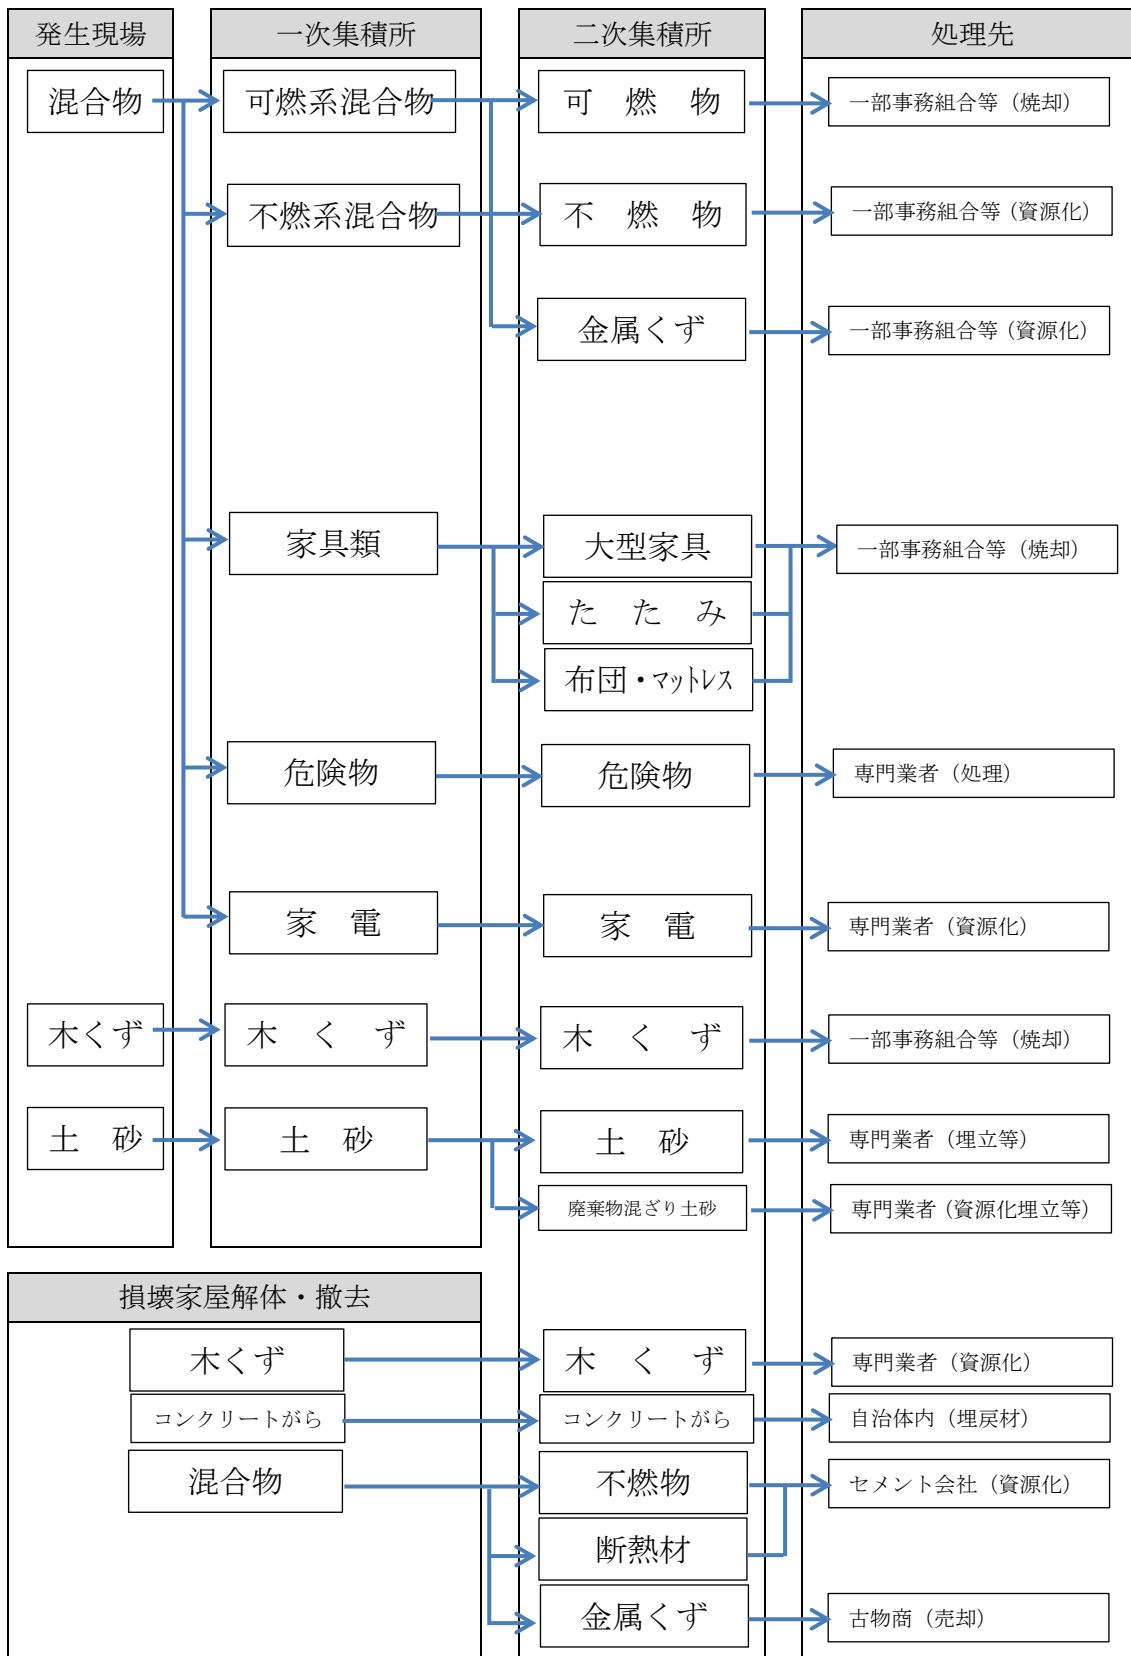 発生現場
一次集積所
二次集積所
処理先
混合物
可燃系混合物
可　燃　物
一部事務組合等（焼却）
不燃系混合物
不　燃　物
一部事務組合等（資源化）
金属くず
一部事務組合等（資源化）
家具類
大型家具
一部事務組合等（焼却）
た　た　み
布団・マットレス
危険物
危険物
専門業者（処理）
家　電
家　電
専門業者（資源化）
木くず
木　く　ず
木　く　ず
一部事務組合等（焼却）
土　砂
土　砂
土　砂
専門業者（埋立等）
廃棄物混ざり土砂
専門業者（資源化埋立等）
損壊家屋解体・撤去
木くず
木　く　ず
専門業者（資源化）
コンクリートがら
コンクリートがら
自治体内（埋戻材）
混合物
不燃物
セメント会社（資源化）
断熱材
金属くず
古物商（売却）